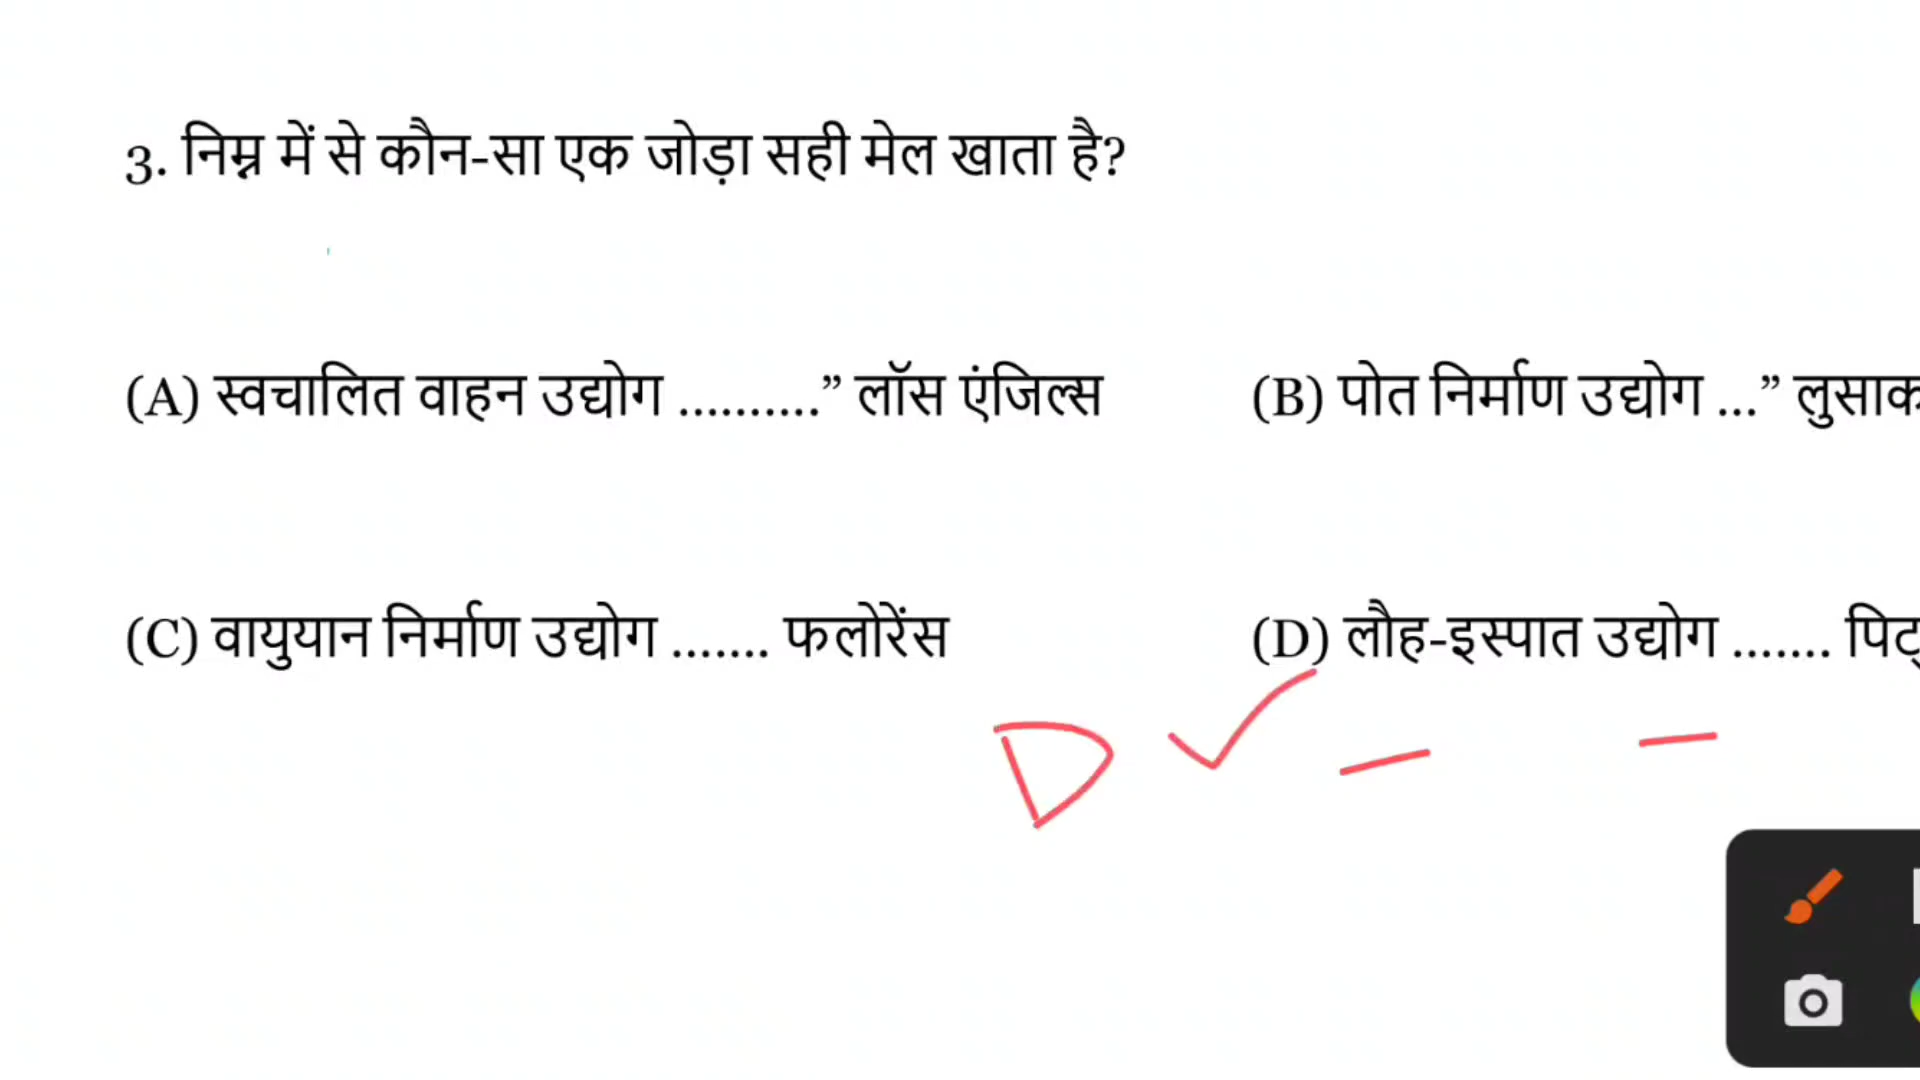 3. निम्न में से कौन-सा एक जोड़ा सही मेल खाता है?
(A) स्वचालित वाहन उद्योग ..........” लॉस एंजिल्स (B) पोत निर्माण उद्योग ...”
(C) वायुयान निर्माण उद्योग ....... फलोरेंस (D) लौह-इस्पात उद्योग .......
D